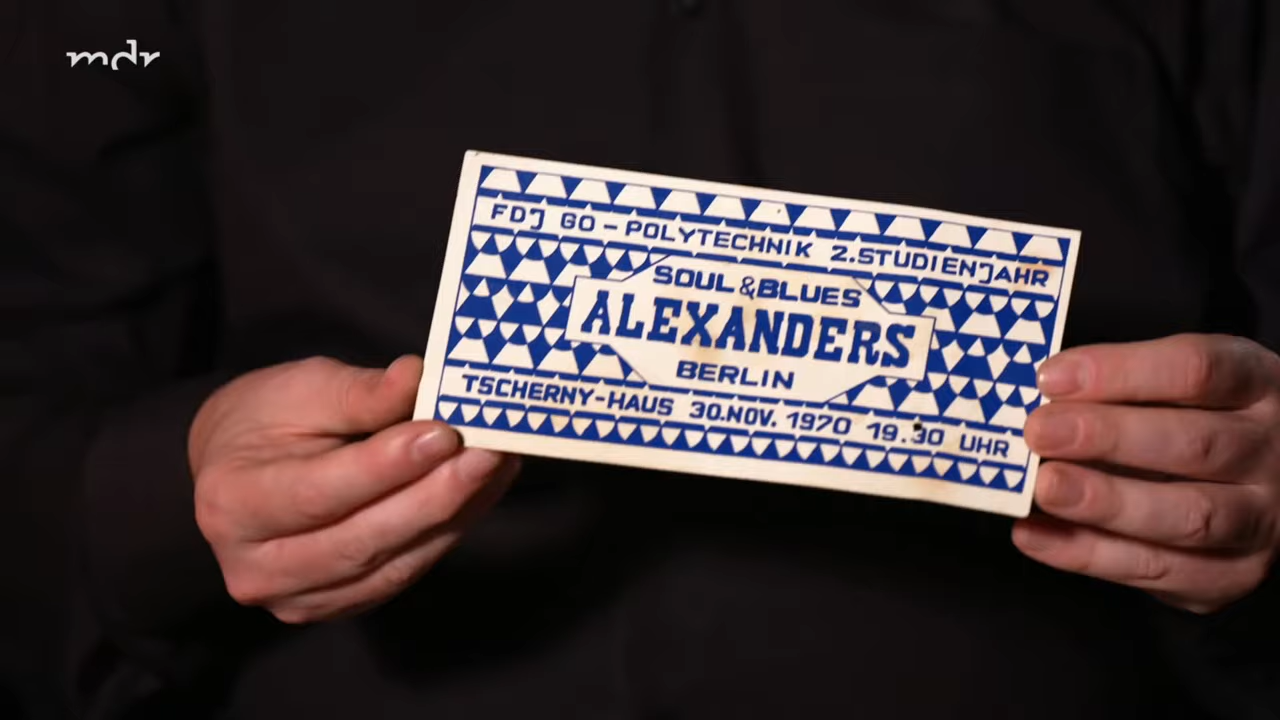 mdr
FDJ GO - POLYTECHNIK 2.STUDIENJAHR
SOUL & BLUES
ALEXANDERS
BERLIN
TSCHERNY-HAUS 30.NOV. 1970 19.30 UHR